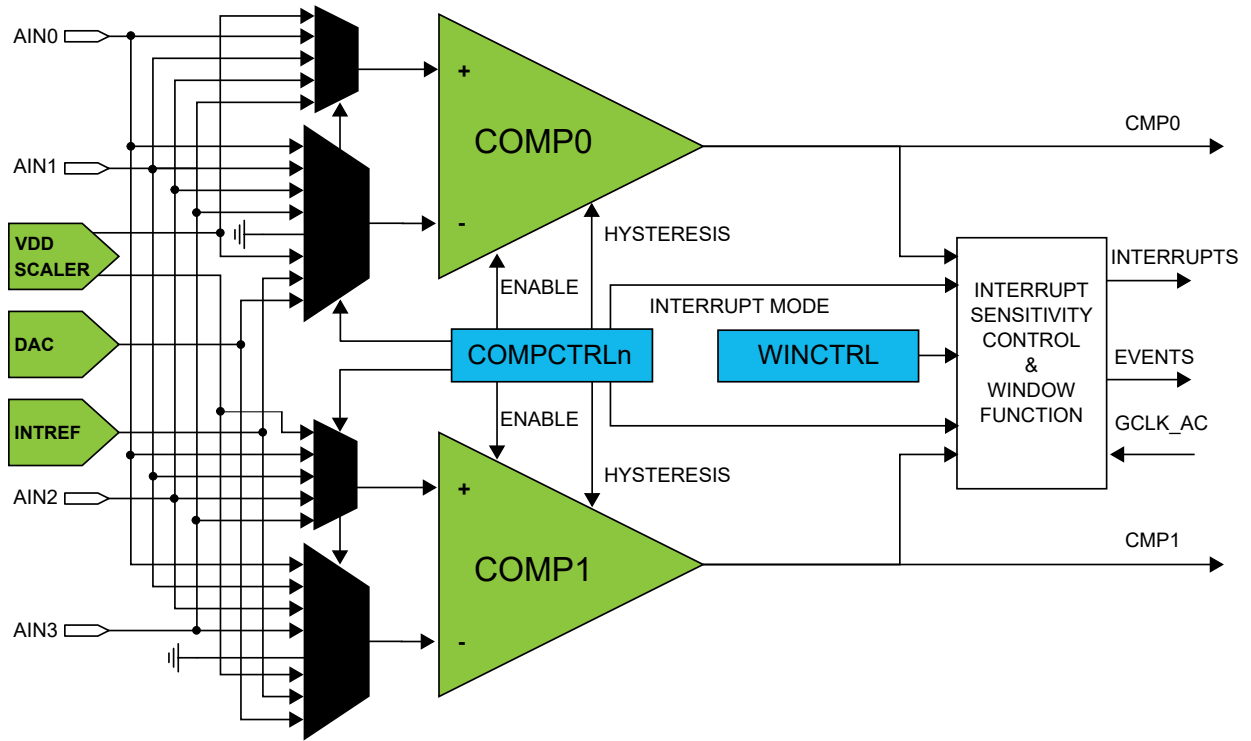 AIN0
AIN1
VDD
SCALER
DAC
INTREF
AIN2
AIN3
+
COMP0
-
CMP0
HYSTERESIS
ENABLE
INTERRUPT MODE
COMPCTRLn
WINCTRL
ENABLE
HYSTERESIS
INTERRUPT
SENSITIVITY
CONTROL
&
WINDOW
FUNCTION
INTERRUPTS
EVENTS
GCLK_AC
+
COMP1
-
CMP1